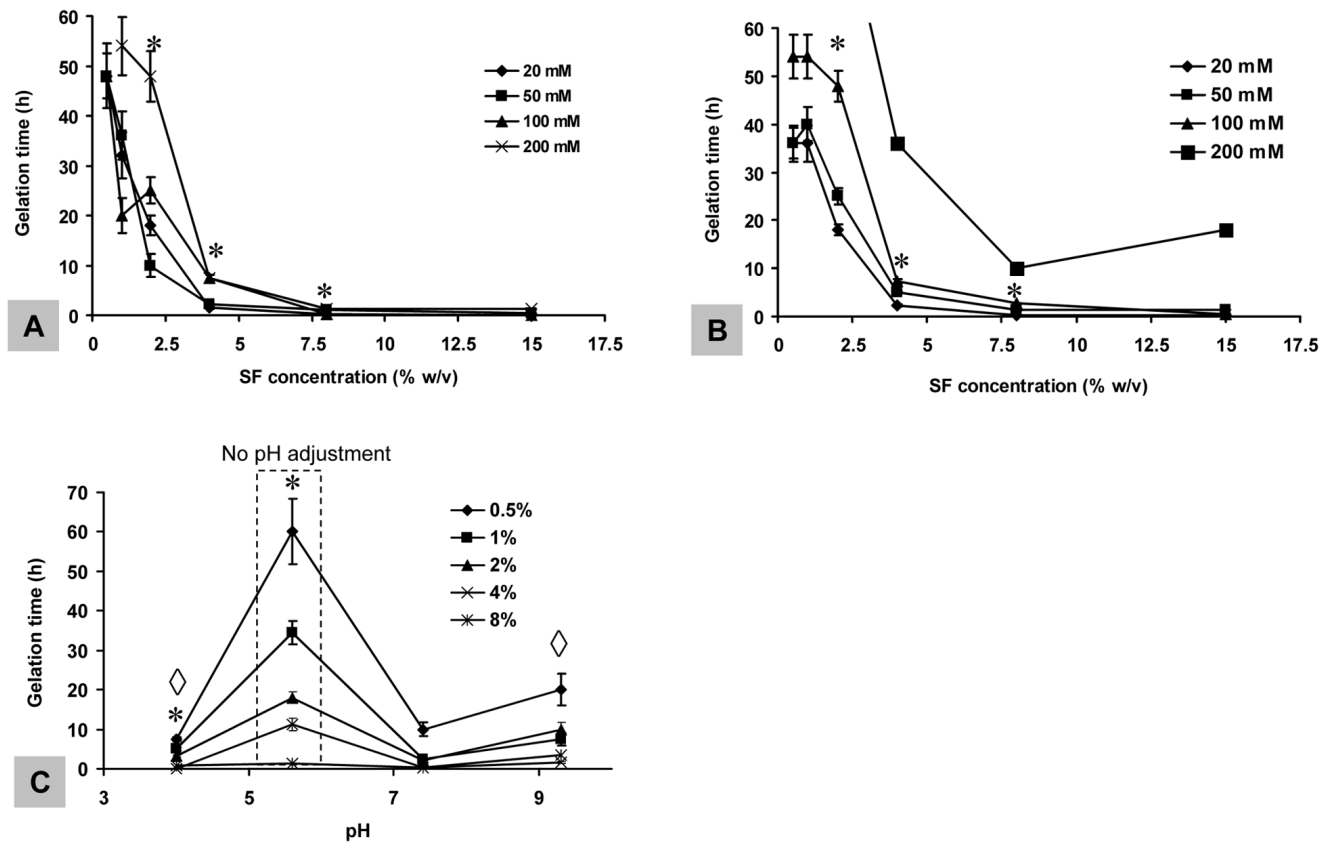 60
50
40
30
20
10
0
Gelation time (h)
*
*
*
20 mM
50 mM
100 mM
200 mM
0 2.5 5 7.5 10 12.5 15 17.5
SF concentration (% w/v)
A
60
50
40
30
20
10
0
Gelation time (h)
*
*
*
20 mM
50 mM
100 mM
200 mM
0 2.5 5 7.5 10 12.5 15 17.5
SF concentration (% w/v)
B
No pH adjustment
70
60
50
40
30
20
10
0
Gelation time (h)
*
*
0.5%
1%
2%
4%
8%
3 5 7 9
pH
C